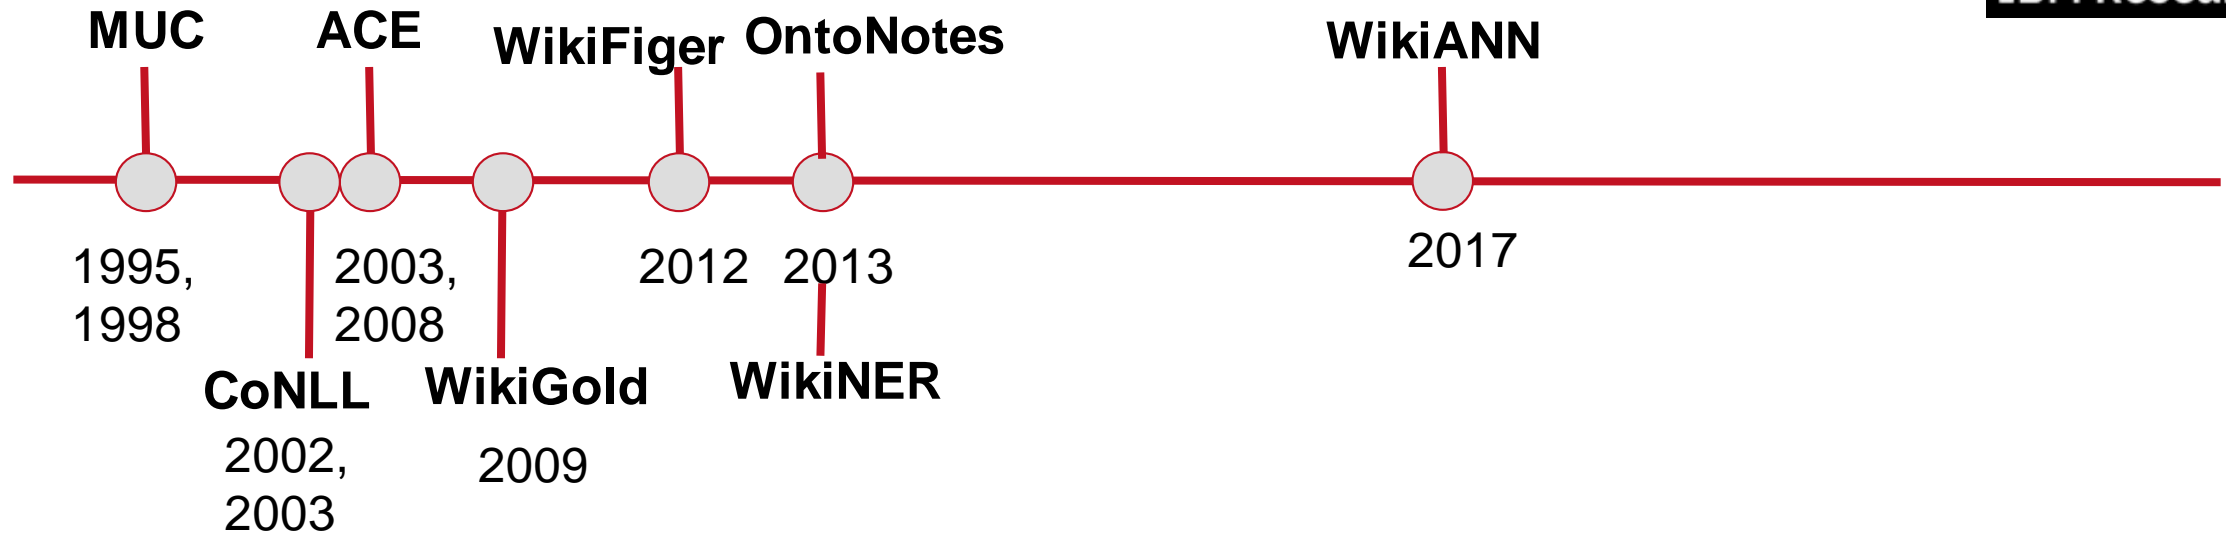 MUC
ACE
WikiFiger
OntoNotes
WikiANN
1995,
1998
2003,
2008
2012
2013
2017
CoNLL
2002,
2003
WikiGold
2009
WikiNER